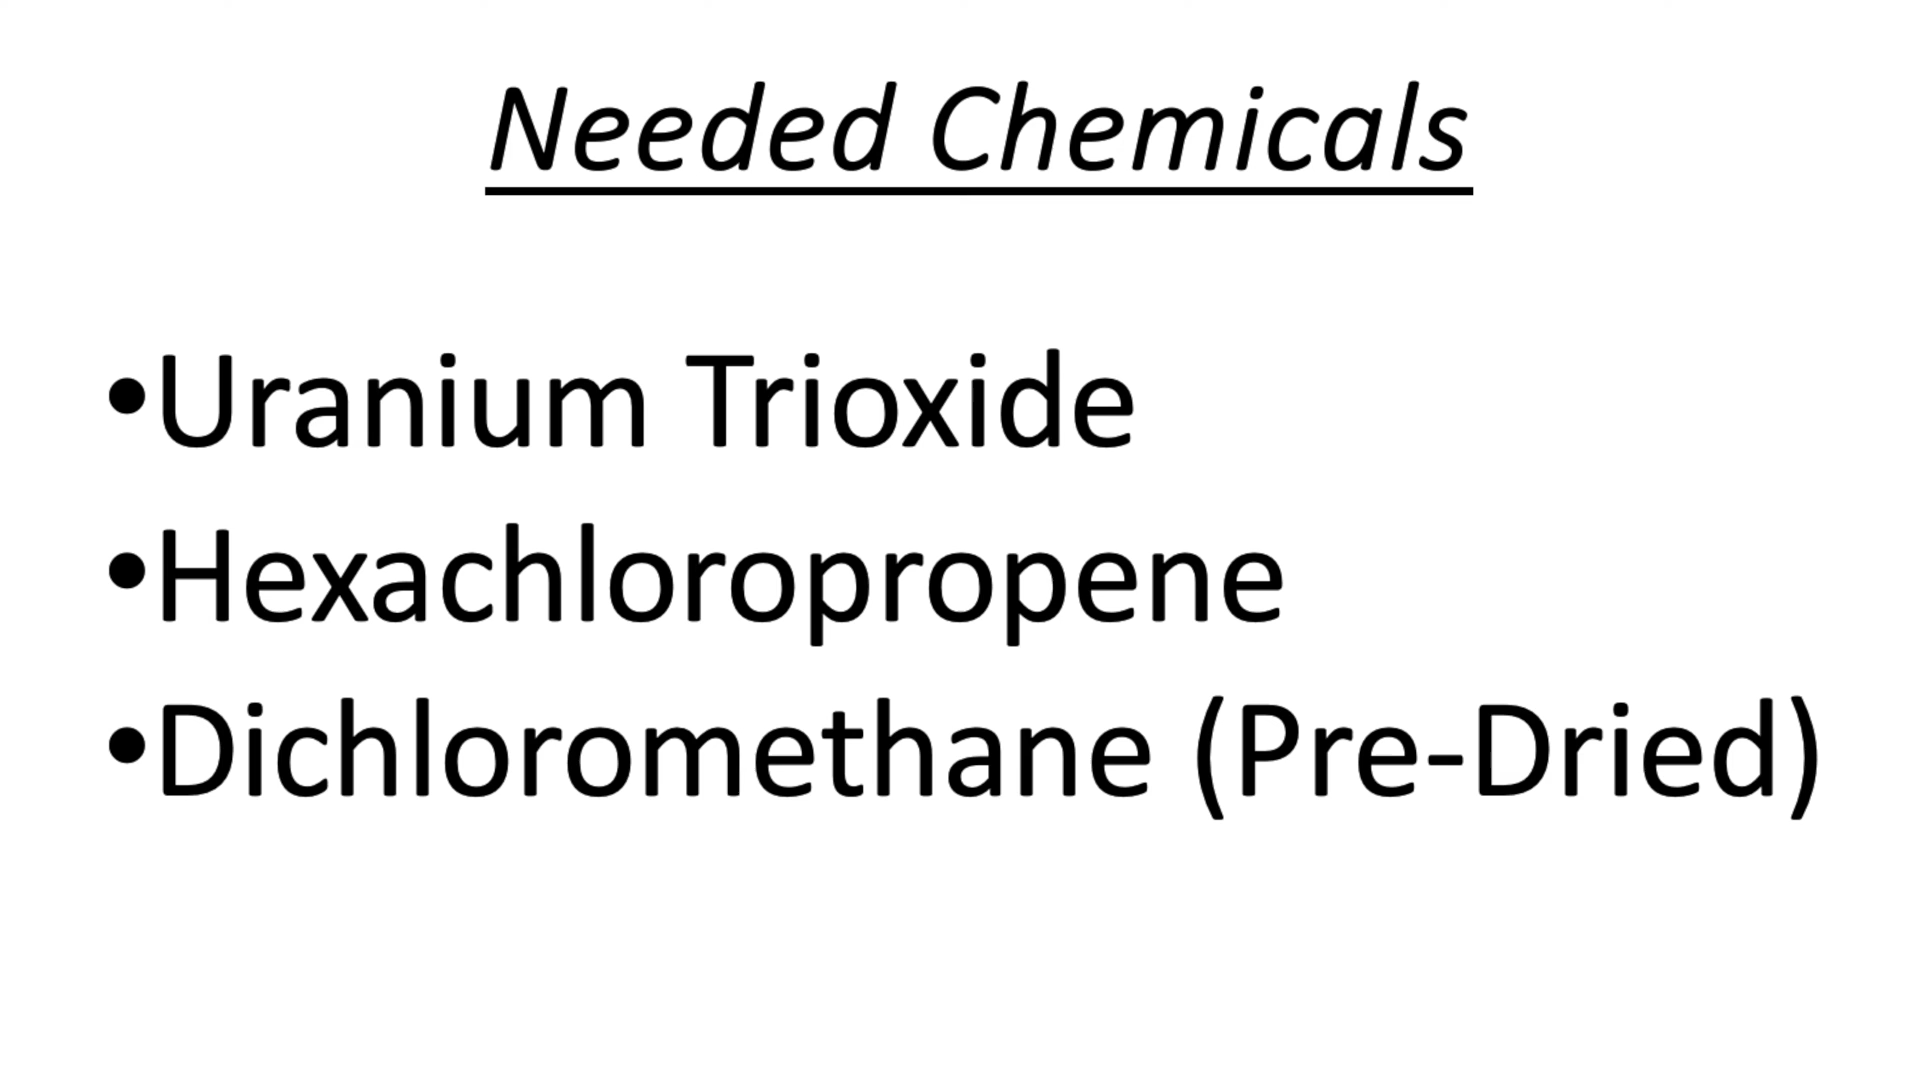 Needed Chemicals
•Uranium Trioxide
•Hexachloropropene
•Dichloromethane (Pre-Dried)